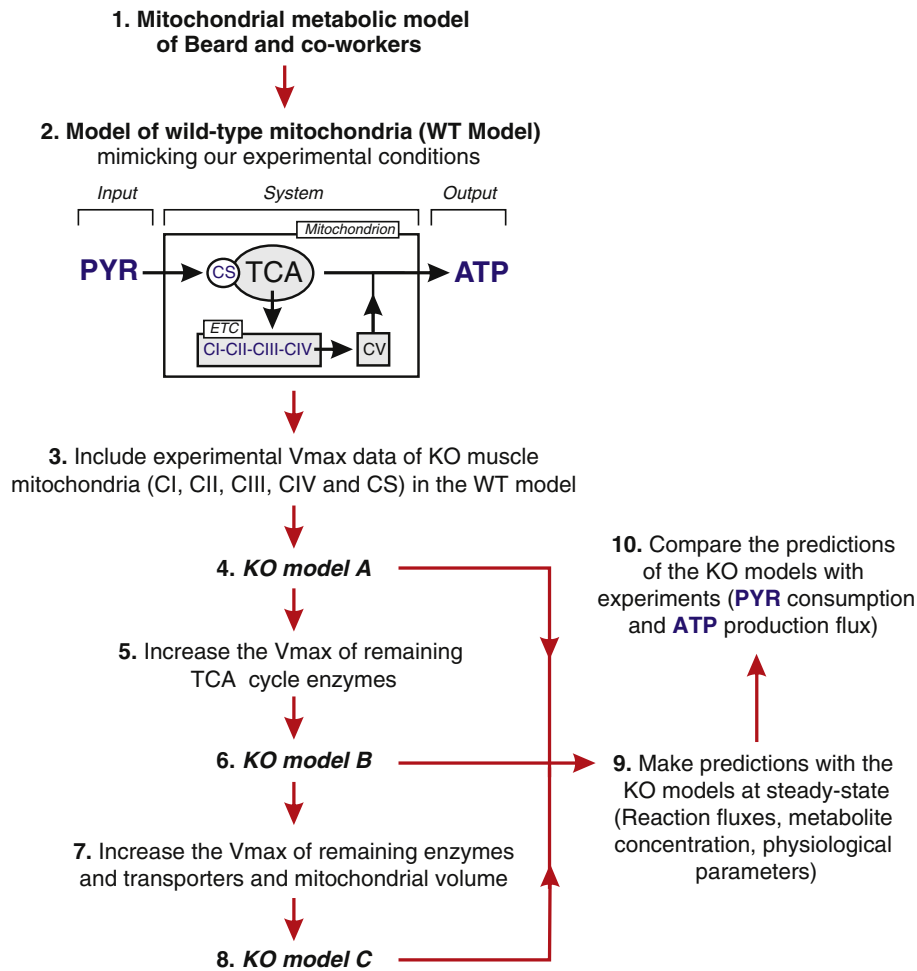 1. Mitochondrial metabolic model
of Beard and co-workers
2. Model of wild-type mitochondria (WT Model)
mimicking our experimental conditions
Input
System
Output
Mitochondrion
PYR
CS
TCA
ATP
ETC
CI-CII-CIII-CIV
CV
3. Include experimental Vmax data of KO muscle
mitochondria (CI, CII, CIII, CIV and CS) in the WT model
4. KO model A
5. Increase the Vmax of remaining
TCA cycle enzymes
6. KO model B
7. Increase the Vmax of remaining enzymes
and transporters and mitochondrial volume
8. KO model C
9. Make predictions with the
KO models at steady-state
(Reaction fluxes, metabolite
concentration, physiological
parameters)
10. Compare the predictions
of the KO models with
experiments (PYR consumption
and ATP production flux)